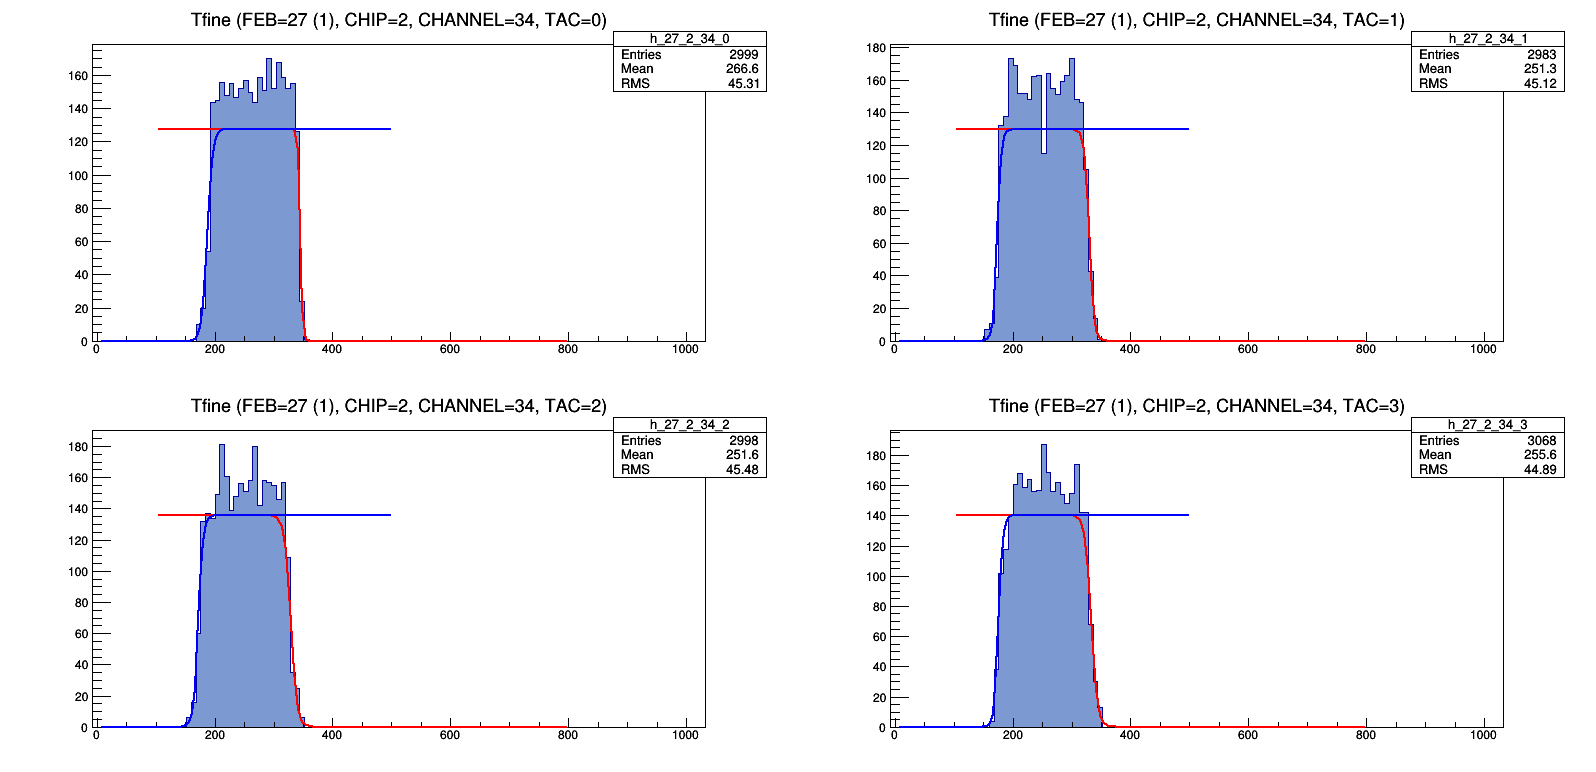 Tfine (FEB=27 (1), CHIP=2, CHANNEL=34, TAC=0)
h_27_2_34_0
Entries 2999
Mean 266.6
RMS 45.31
160
140
120
100
80
60
40
20
0
0 200 400 600 800 1000
Tfine (FEB=27 (1), CHIP=2, CHANNEL=34, TAC=1)
h_27_2_34_1
Entries 2983
Mean 251.3
RMS 45.12
180
160
140
120
100
80
60
40
20
0
0 200 400 600 800 1000
Tfine (FEB=27 (1), CHIP=2, CHANNEL=34, TAC=2)
h_27_2_34_2
Entries 2998
Mean 251.6
RMS 45.48
180
160
140
120
100
80
60
40
20
0
0 200 400 600 800 1000
Tfine (FEB=27 (1), CHIP=2, CHANNEL=34, TAC=3)
h_27_2_34_3
Entries 3068
Mean 255.6
RMS 44.89
180
160
140
120
100
80
60
40
20
0
0 200 400 600 800 1000